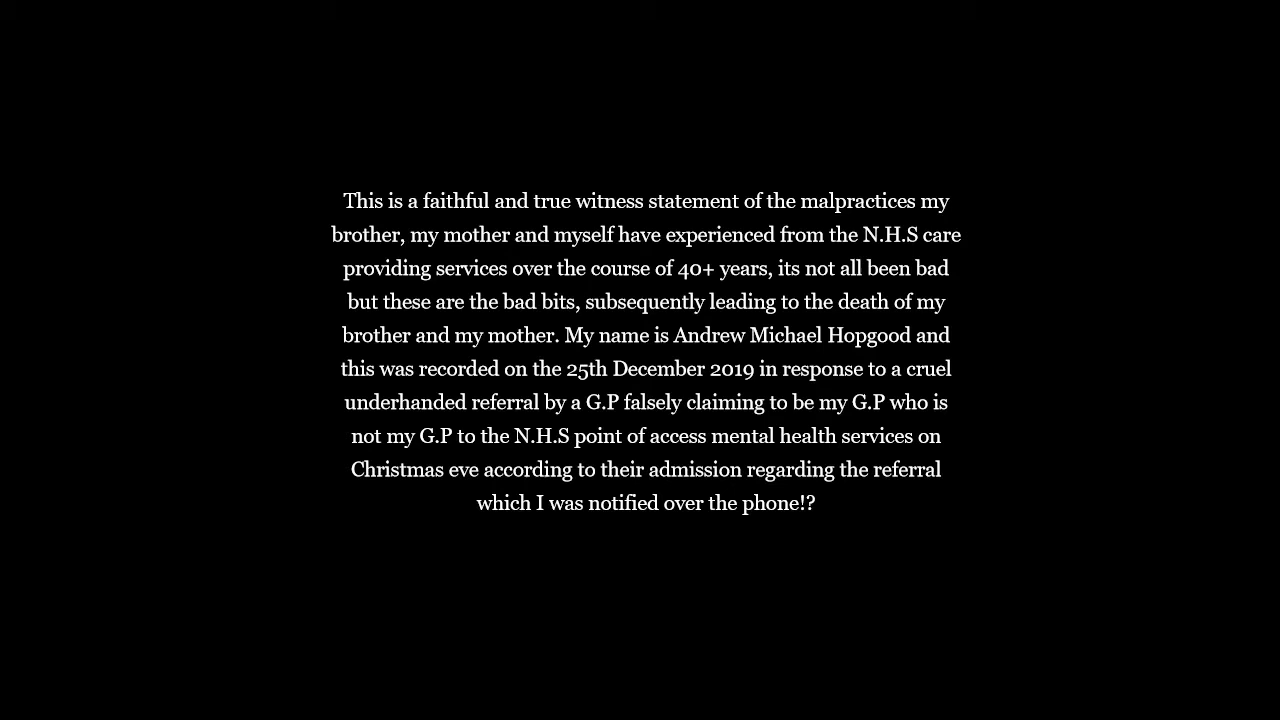 This is a faithful and true witness statement of the malpractices my
brother, my mother and myself have experienced from the N.H.S care
providing services over the course of 40+ years, its not all been bad
but these are the bad bits, subsequently leading to the death of my
brother and my mother. My name is Andrew Michael Hopgood and
this was recorded on the 25th December 2019 in response to a cruel
underhanded referral by a G.P falsely claiming to be my G.P who is
not my G.P to the N.H.S point of access mental health services on
Christmas eve according to their admission regarding the referral
which I was notified over the phone!?